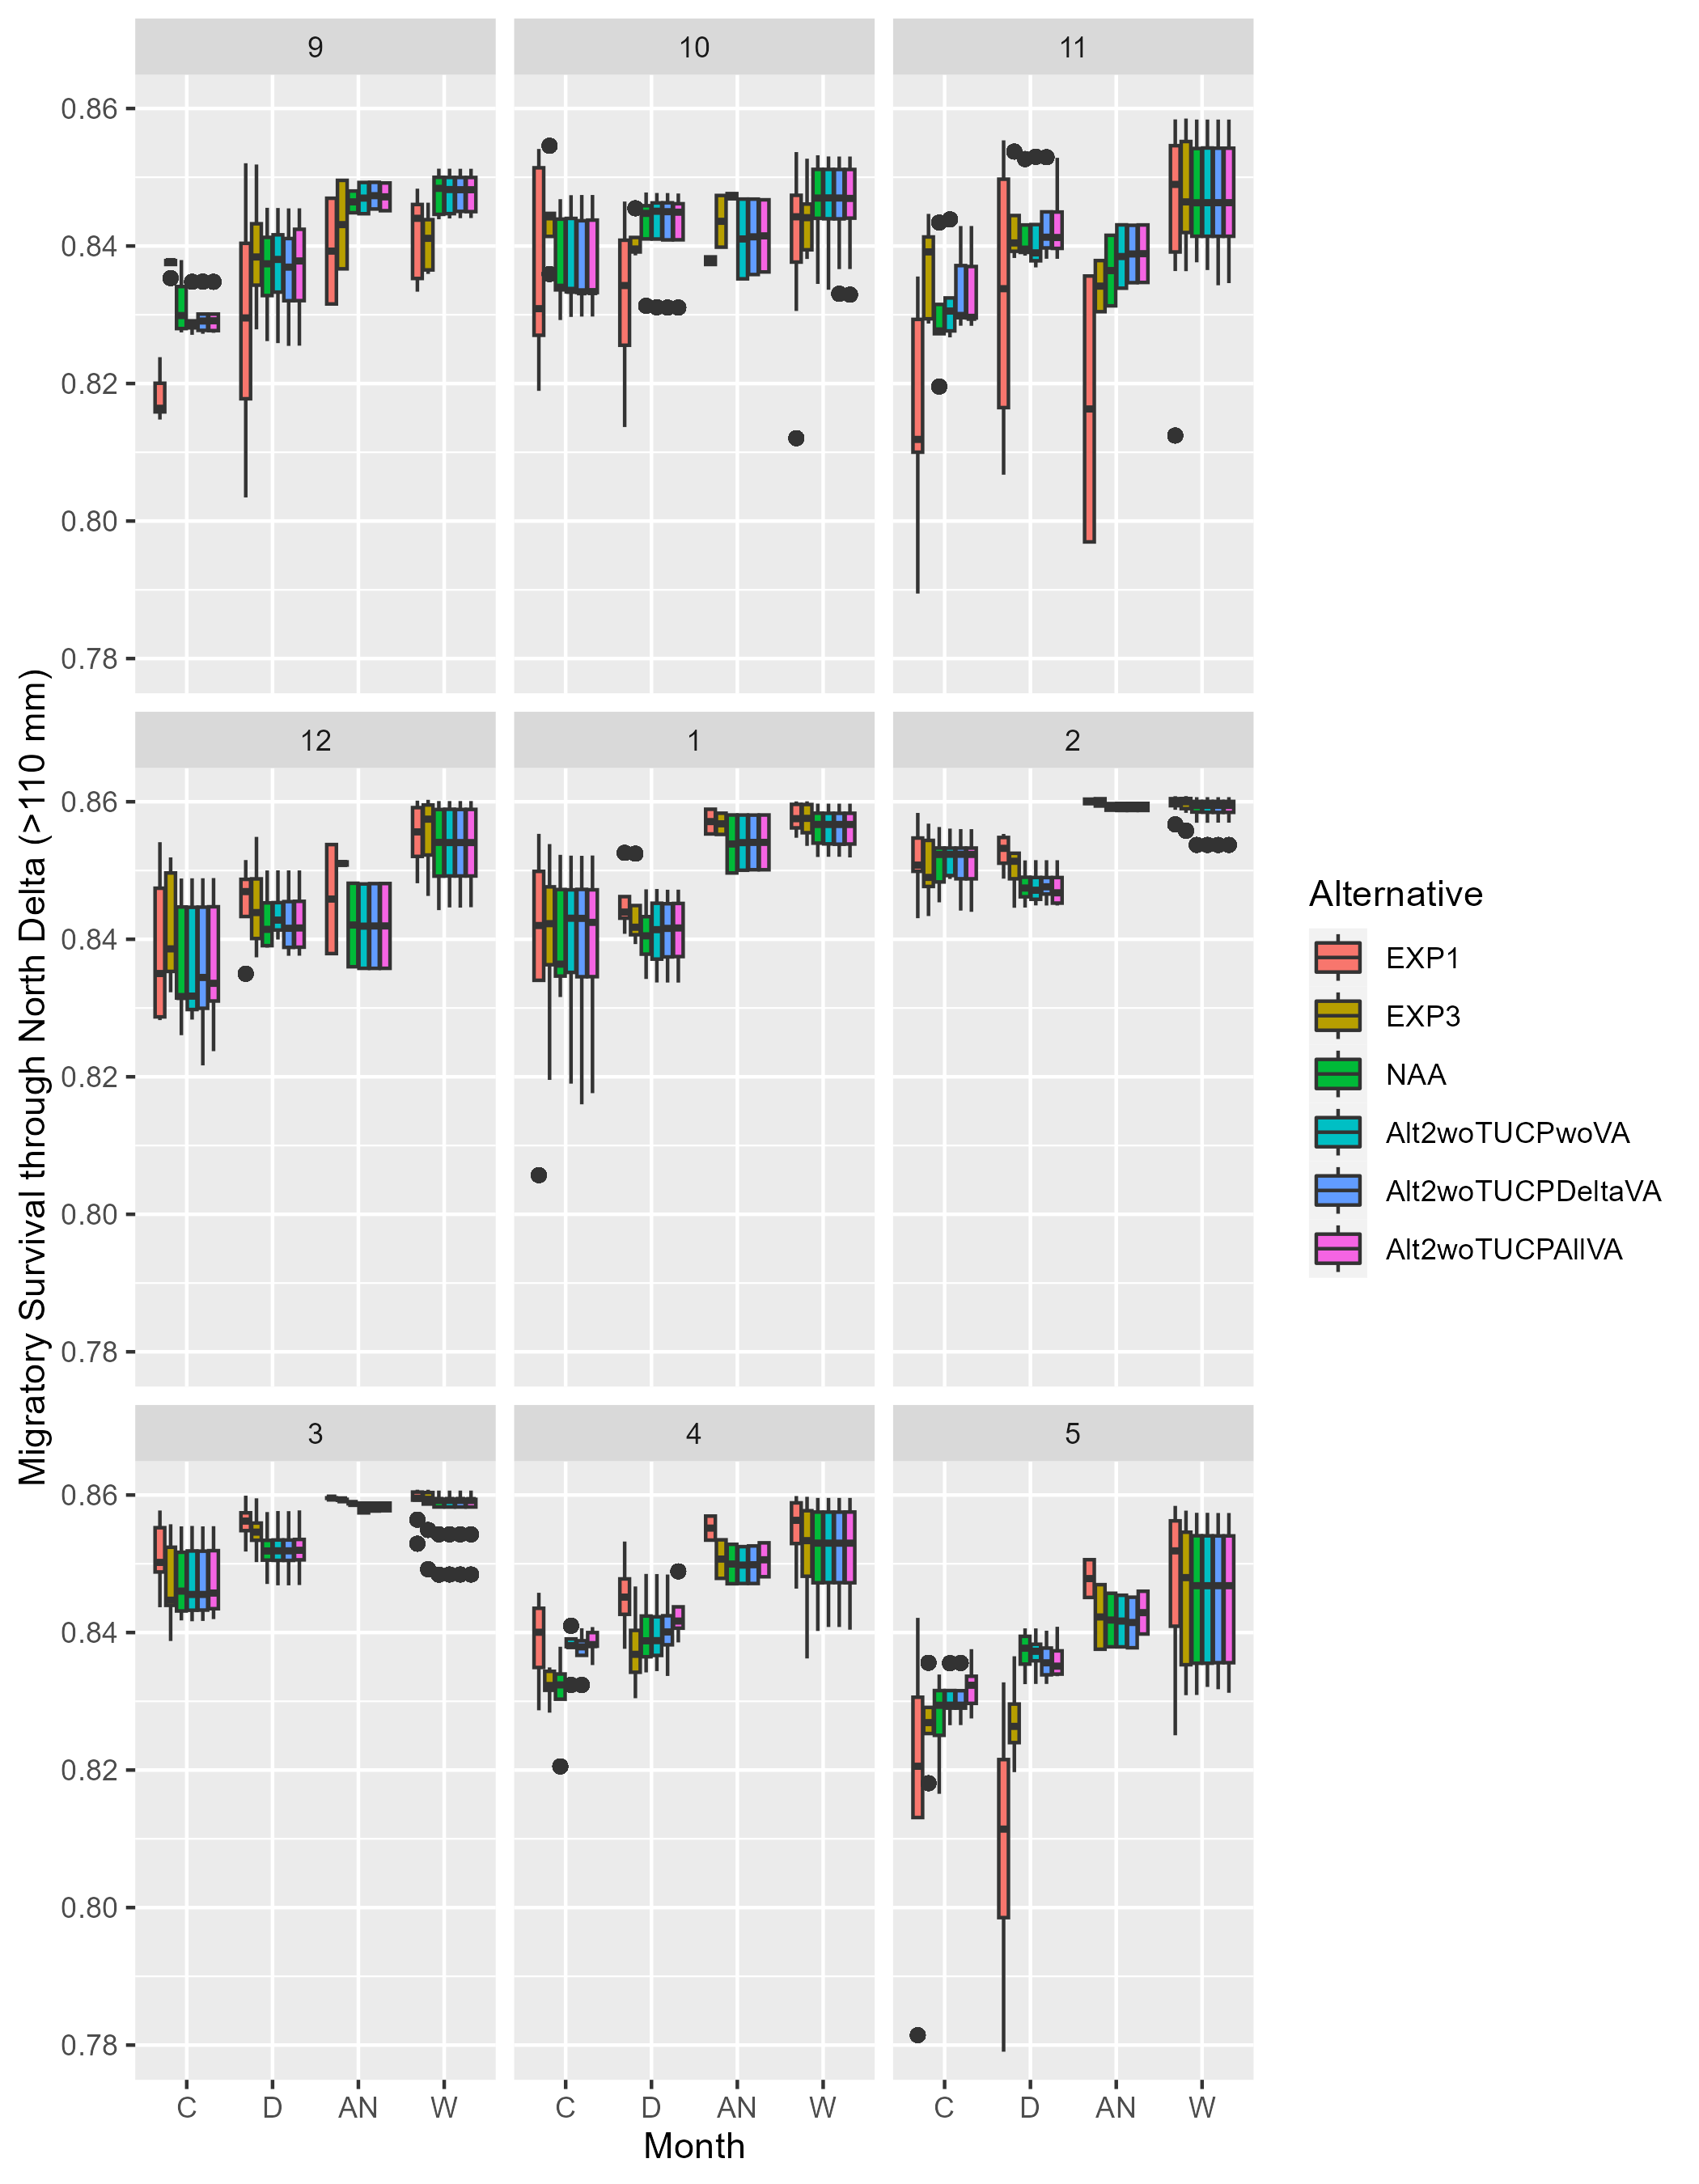 9
10
11
0.86
0.84
0.82
0.80
0.78
12
1
2
0.86
0.84
0.82
0.80
0.78
3
4
5
0.86
0.84
0.82
0.80
0.78
C D AN W
C D AN W
C D AN W
Month
Migratory Survival through North Delta (>110 mm)
Alternative
EXP1
EXP3
NAA
Alt2woTUCPwoVA
Alt2woTUCPDeltaVA
Alt2woTUCPAllVA